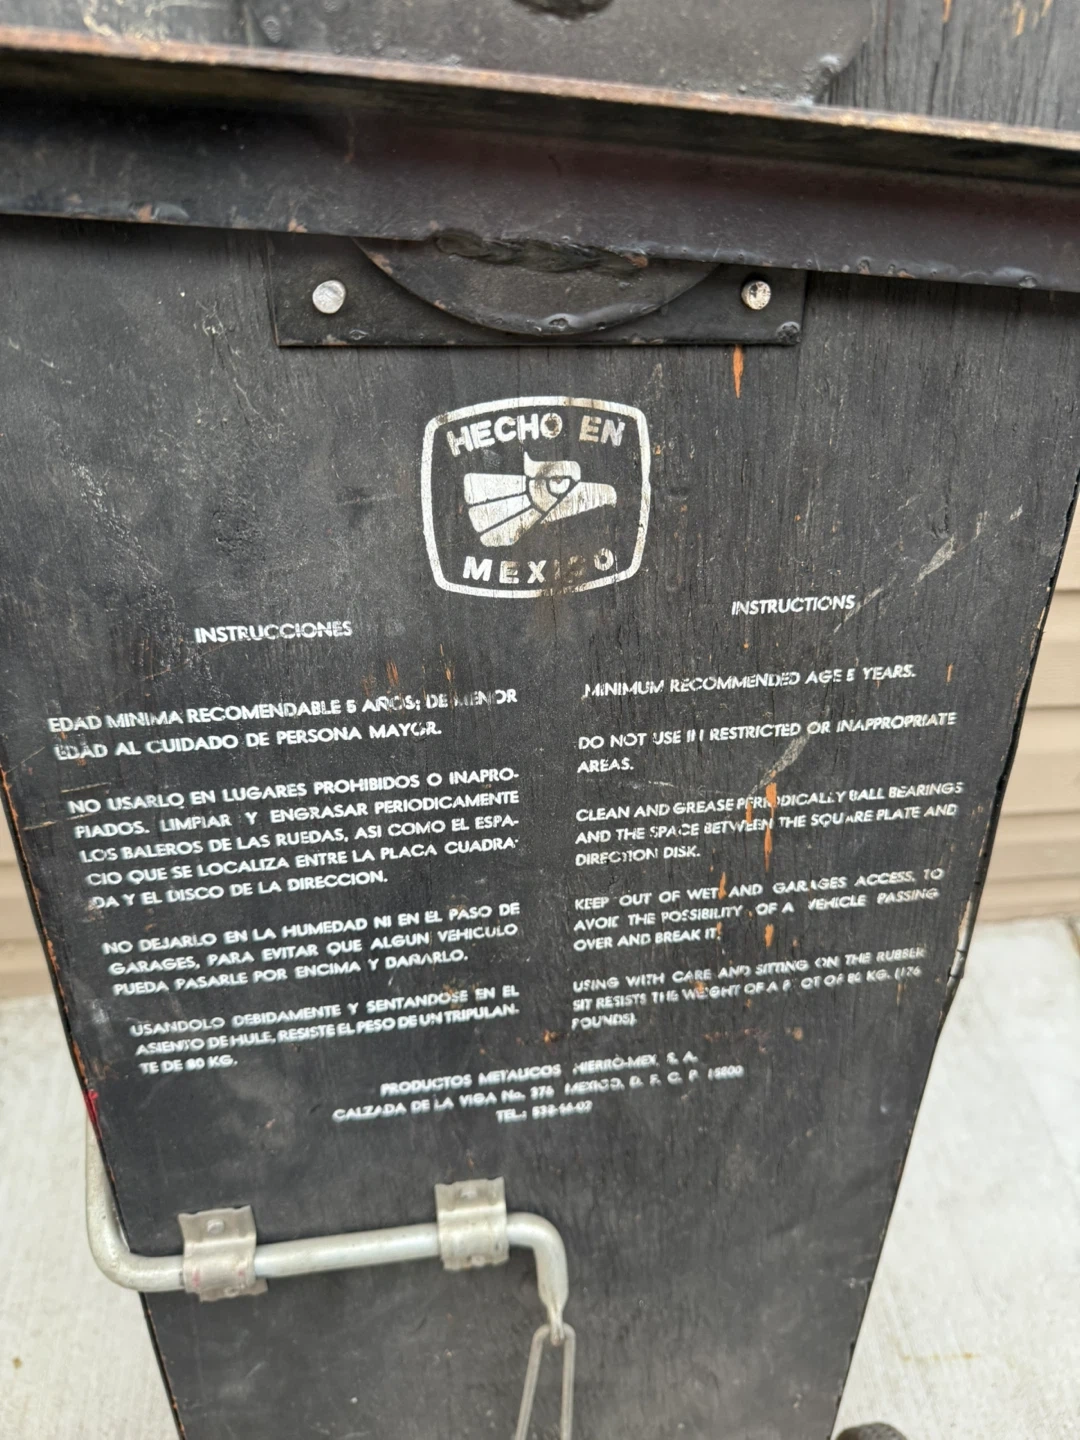 HECHO EN
MEXICO
INSTRUCCIONES
EDAD MINIMA RECOMENDABLE 5 AÑOS; DE MENOR
EDAD AL CUIDADO DE PERSONA MAYOR.
NO USARLO EN LUGARES PROHIBIDOS O INAPRO-
PIADOS. LIMPIAR Y ENGRASAR PERIODICAMENTE
LOS BALEROS DE LAS RUEDAS, ASI COMO EL ESPA-
CIO QUE SE LOCALIZA ENTRE LA PLACA CUADRA-
DA Y EL DISCO DE LA DIRECCION.
NO DEJARLO EN LA HUMEDAD NI EN EL PASO DE
GARAGES, PARA EVITAR QUE ALGUN VEHICULO
PUEDA PASARLE POR ENCIMA Y DAÑARLO.
USANDOLO DEBIDAMENTE Y SENTANDOSE EN EL
ASIENTO DE HULE, RESISTE EL PESO DE UN TRIPULAN-
TE DE 80 KG.
INSTRUCTIONS
MINIMUM RECOMMENDED AGE 5 YEARS.
DO NOT USE IN RESTRICTED OR INAPPROPRIATE
AREAS.
CLEAN AND GREASE PERIODICALLY BALL BEARINGS
AND THE SPACE BETWEEN THE SQUARE PLATE AND
DIRECTION DISK.
KEEP OUT OF WET AND GARAGES ACCESS, TO
AVOID THE POSSIBILITY OF A VEHICLE PASSING
OVER AND BREAK IT.
USING WITH CARE AND SITTING ON THE RUBBER
SIT RESISTS THE WEIGHT OF A PILOT OF 80 KG. (176
POUNDS).
PRODUCTOS METALICOS HIERRO-MEX, S. A.
CALZADA DE LA VIGA No. 376 MEXICO, D. F. C. P. 15800
TEL.: